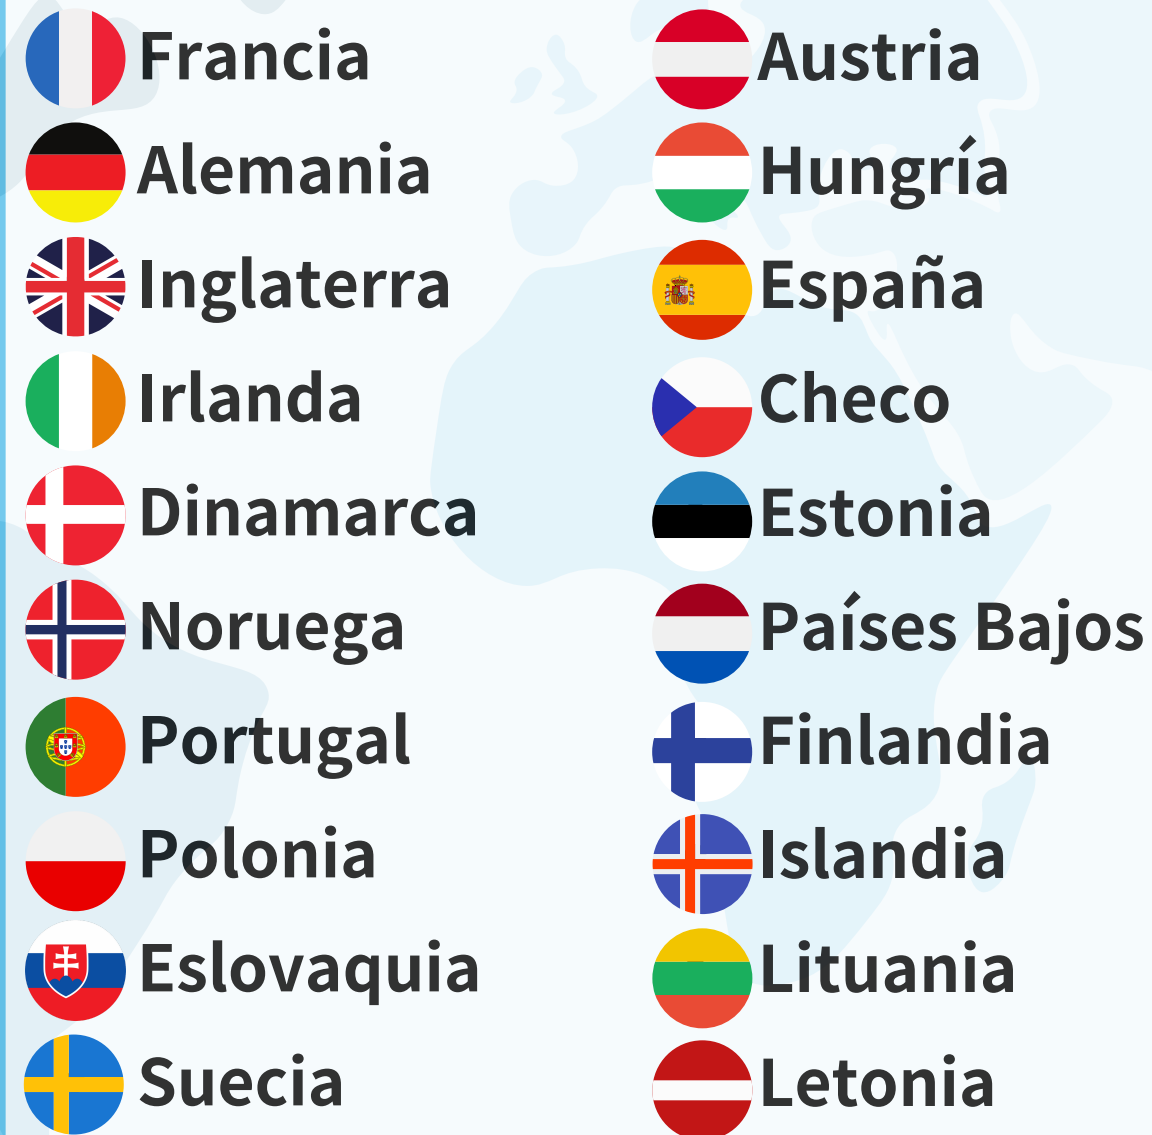 Francia
Alemania
Inglaterra
Irlanda
Dinamarca
Noruega
Portugal
Polonia
Eslovaquia
Suecia
Austria
Hungría
España
Checo
Estonia
Países Bajos
Finlandia
Islandia
Lituania
Letonia